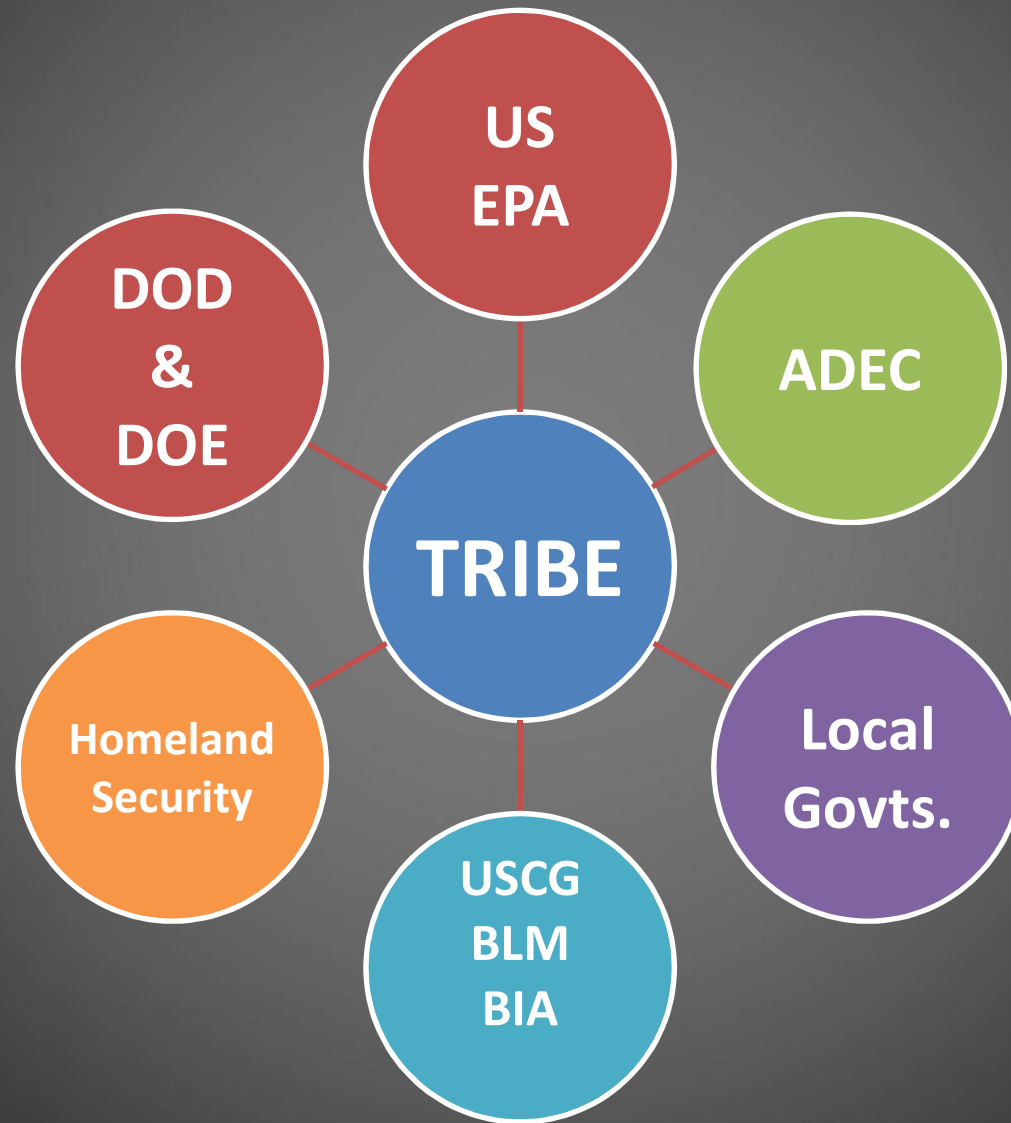 US
EPA
DOD
&
DOE
ADEC
TRIBE
Homeland
Security
Local
Govts.
USCG
BLM
BIA